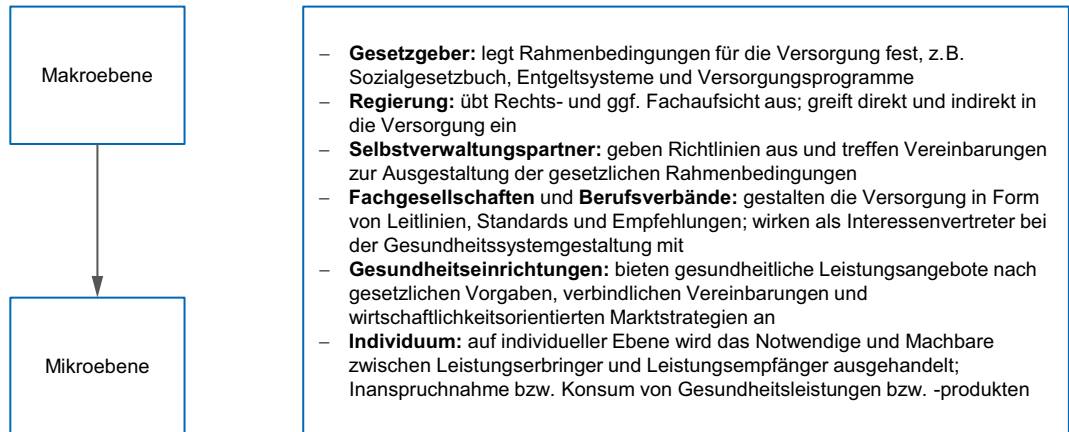 Makroebene
Mikroebene
– Gesetzgeber: legt Rahmenbedingungen für die Versorgung fest, z.B.
Sozialgesetzbuch, Entgeltsysteme und Versorgungsprogramme
– Regierung: übt Rechts- und ggf. Fachaufsicht aus; greift direkt und indirekt in
die Versorgung ein
– Selbstverwaltungspartner: geben Richtlinien aus und treffen Vereinbarungen
zur Ausgestaltung der gesetzlichen Rahmenbedingungen
– Fachgesellschaften und Berufsverbände: gestalten die Versorgung in Form
von Leitlinien, Standards und Empfehlungen; wirken als Interessenvertreter bei
der Gesundheitssystemgestaltung mit
– Gesundheitseinrichtungen: bieten gesundheitliche Leistungsangebote nach
gesetzlichen Vorgaben, verbindlichen Vereinbarungen und
wirtschaftlichkeitsorientierten Marktstrategien an
– Individuum: auf individueller Ebene wird das Notwendige und Machbare
zwischen Leistungserbringer und Leistungsempfänger ausgehandelt;
Inanspruchnahme bzw. Konsum von Gesundheitsleistungen bzw. -produkten